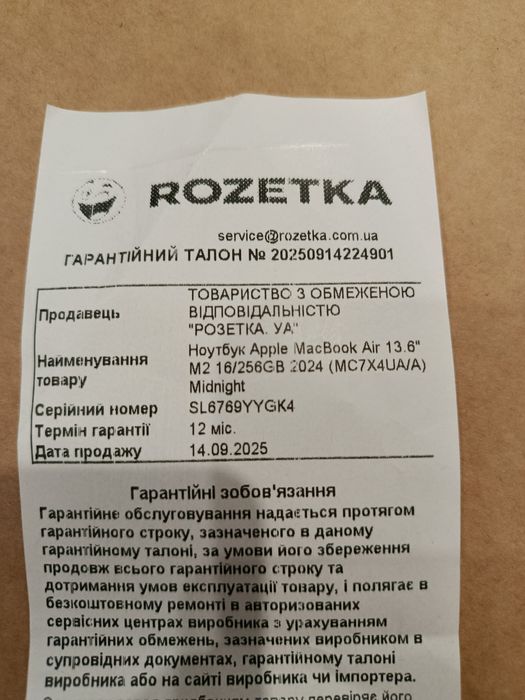 ROZETKA
service@rozetka.com.ua
ГАРАНТІЙНИЙ ТАЛОН № 20250914224901
Продавець
ТОВАРИСТВО З ОБМЕЖЕНОЮ
ВІДПОВІДАЛЬНІСТЮ
"РОЗЕТКА. УА"
Найменування
товару
Ноутбук Apple MacBook Air 13.6"
M2 16/256GB 2024 (MC7X4UA/A)
Midnight
Серійний номер SL6769YYGK4
Термін гарантії 12 міс.
Дата продажу 14.09.2025
Гарантійні зобов'язання
Гарантійне обслуговування надається протягом
гарантійного строку, зазначеного в даному
гарантійному талоні, за умови його збереження
продовж всього гарантійного строку та
дотримання умов експлуатації товару, і полягає в
безкоштовному ремонті в авторизованих
сервісних центрах виробника з урахуванням
гарантійних обмежень, зазначених виробником в
супровідних документах, гарантійному талоні
виробника або на сайті виробника чи імпортера.